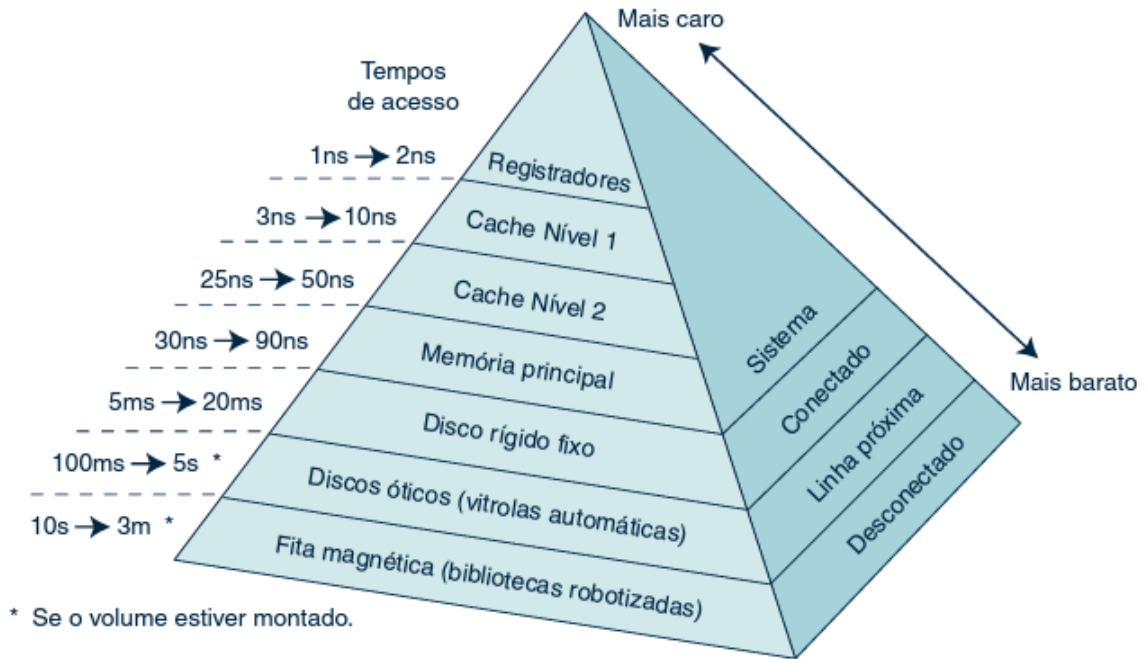 Mais caro
Tempos
de acesso
1ns → 2ns
Registradores
3ns → 10ns
Cache Nível 1
25ns → 50ns
Cache Nível 2
Sistema
30ns → 90ns
Memória principal
Conectado
Mais barato
5ms → 20ms
Disco rígido fixo
Linha próxima
100ms → 5s *
Discos óticos (vitrolas automáticas)
Desconectado
10s → 3m *
Fita magnética (bibliotecas robotizadas)
* Se o volume estiver montado.